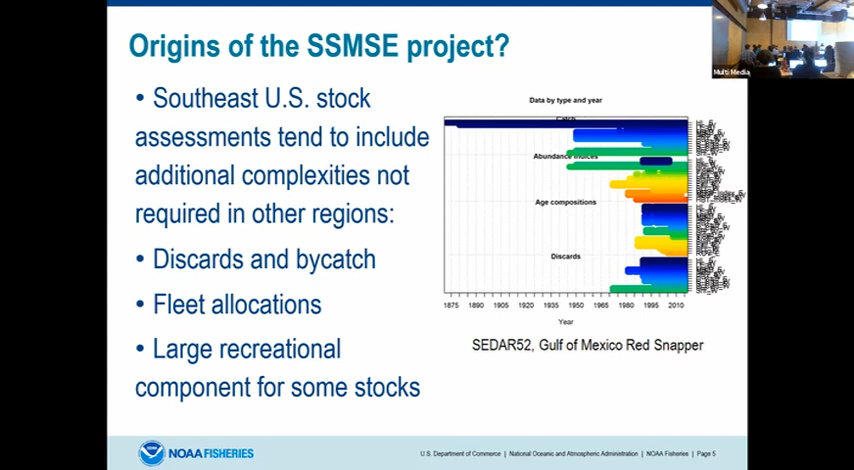 Origins of the SSMSE project?
• Southeast U.S. stock
assessments tend to include
additional complexities not
required in other regions:
• Discards and bycatch
• Fleet allocations
• Large recreational
component for some stocks
Data by type and year
Catch
Abundance indices
Age compositions
Discards
1875 1890 1905 1920 1935 1950 1965 1980 1995 2010
Year
SEDAR52, Gulf of Mexico Red Snapper
Multi Media
NOAA FISHERIES
U.S. Department of Commerce | National Oceanic and Atmospheric Administration | NOAA Fisheries | Page 5